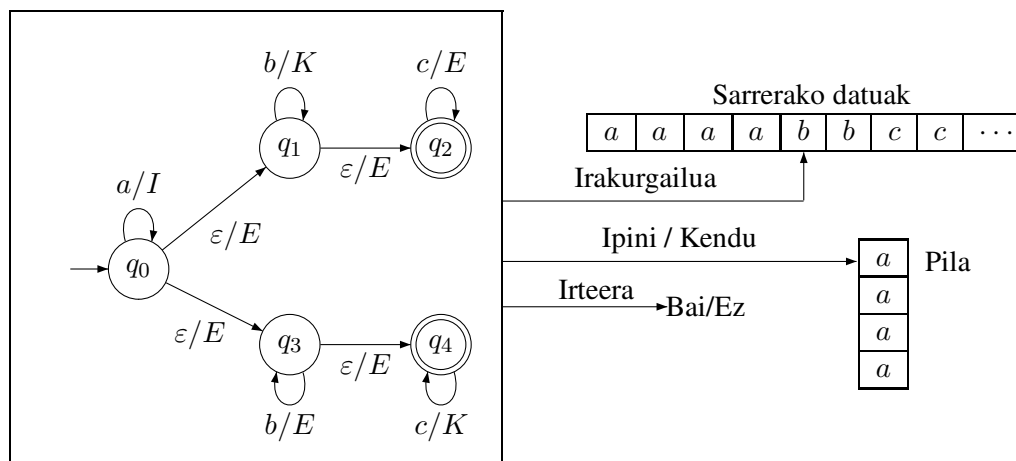 b/K
c/E
q1
ε/E
q2
a/I
ε/E
q0
ε/E
q3
ε/E
q4
b/E
c/K
Sarrerako datuak
a a a a b b c c ···
Irakurgailua
Ipini / Kendu
Irteera
Bai/Ez
a
a
a
a
Pila